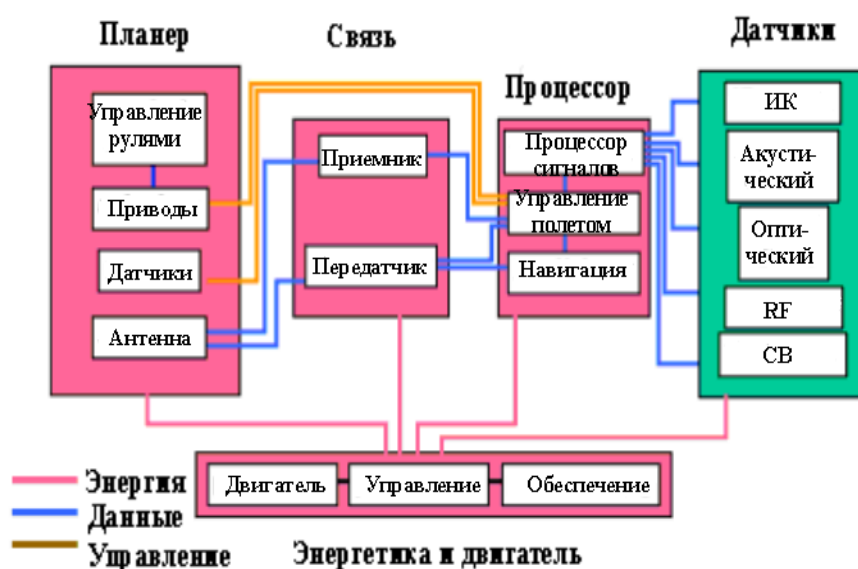 Планер
Управление
рулями
Приводы
Датчики
Антенна
Связь
Приемник
Передатчик
Процессор
Процессор
сигналов
Управление
полетом
Навигация
Датчики
ИК
Акусти-
ческий
Опти-
ческий
RF
СВ
Двигатель
Управление
Обеспечение
Энергетика и двигатель
Энергия
Данные
Управление